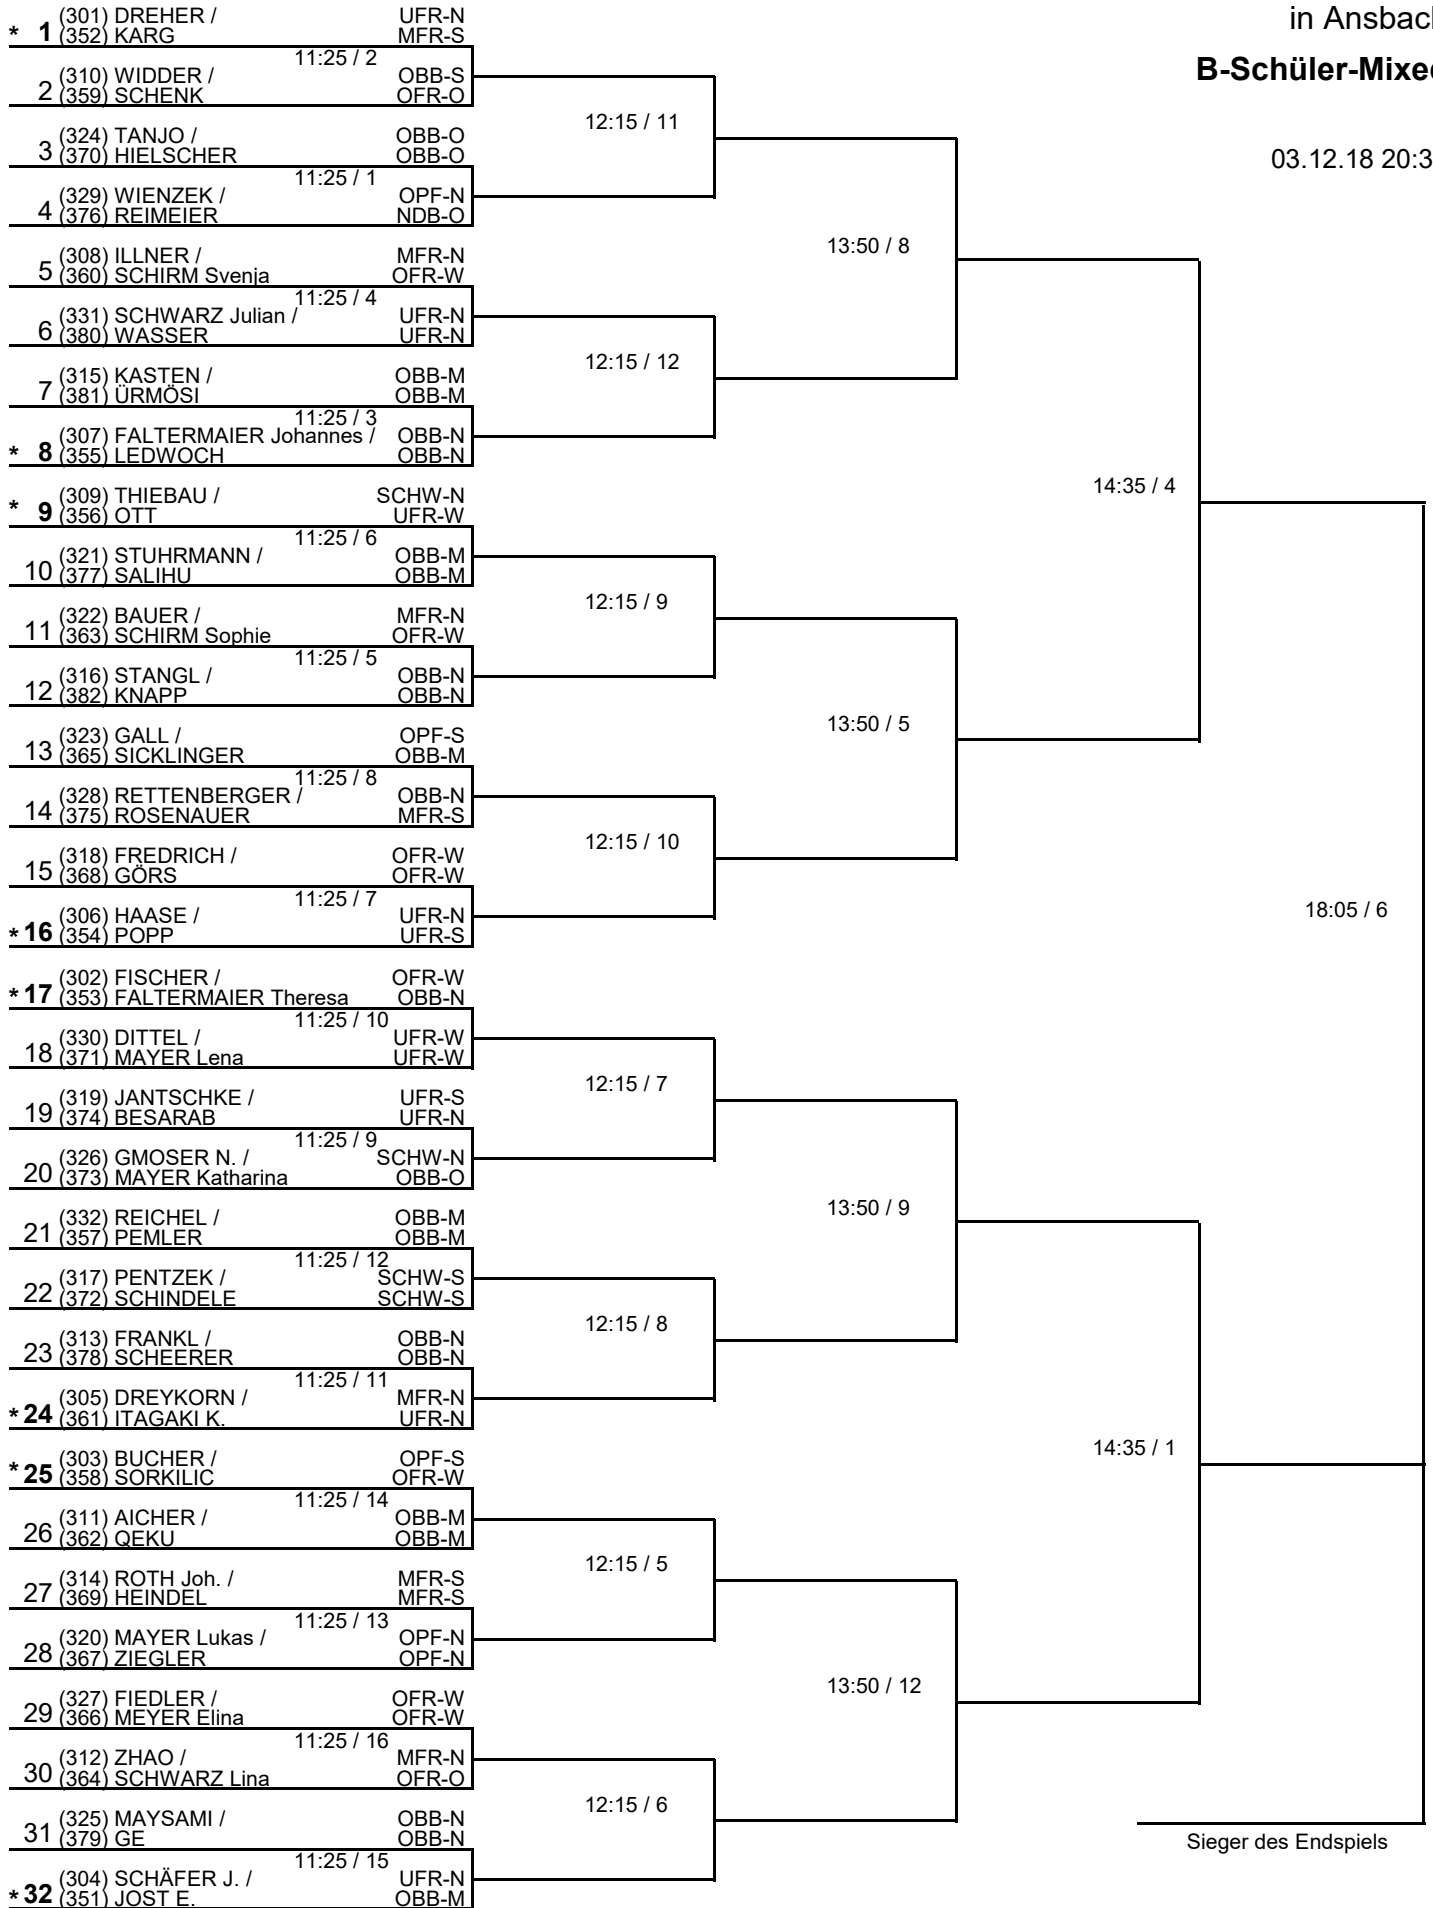 in Ansbach
B-Schüler-Mixed
03.12.18 20:3
(301) DREHER / UFR-N
* 1 (352) KARG MFR-S
11:25 / 2
(310) WIDDER / OBB-S
2 (359) SCHENK OFR-O
12:15 / 11
(324) TANJO / OBB-O
3 (370) HIELSCHER OBB-O
11:25 / 1
(329) WIENZEK / OPF-N
4 (376) REIMEIER NDB-O
13:50 / 8
(308) ILLNER / MFR-N
5 (360) SCHIRM Svenja OFR-W
11:25 / 4
(331) SCHWARZ Julian / UFR-N
6 (380) WASSER UFR-N
12:15 / 12
(315) KASTEN / OBB-M
7 (381) ÜRMÖSI OBB-M
11:25 / 3
(307) FALTERMAIER Johannes / OBB-N
* 8 (355) LEDWOCH OBB-N
14:35 / 4
(309) THIEBAU / SCHW-N
* 9 (356) OTT UFR-W
11:25 / 6
(321) STUHRMANN / OBB-M
10 (377) SALIHU OBB-M
12:15 / 9
(322) BAUER / MFR-N
11 (363) SCHIRM Sophie OFR-W
11:25 / 5
(316) STANGL / OBB-N
12 (382) KNAPP OBB-N
13:50 / 5
(323) GALL / OPF-S
13 (365) SICKLINGER OBB-M
11:25 / 8
(328) RETTENBERGER / OBB-N
14 (375) ROSENAUER MFR-S
12:15 / 10
(318) FREDRICH / OFR-W
15 (368) GÖRS OFR-W
11:25 / 7
(306) HAASE / UFR-N
* 16 (354) POPP UFR-S
18:05 / 6
(302) FISCHER / OFR-W
* 17 (353) FALTERMAIER Theresa OBB-N
11:25 / 10
(330) DITTEL / UFR-W
18 (371) MAYER Lena UFR-W
12:15 / 7
(319) JANTSCHKE / UFR-S
19 (374) BESARAB UFR-N
11:25 / 9
(326) GMOSER N. / SCHW-N
20 (373) MAYER Katharina OBB-O
13:50 / 9
(332) REICHEL / OBB-M
21 (357) PEMLER OBB-M
11:25 / 12
(317) PENTZEK / SCHW-S
22 (372) SCHINDELE SCHW-S
12:15 / 8
(313) FRANKL / OBB-N
23 (378) SCHEERER OBB-N
11:25 / 11
(305) DREYKORN / MFR-N
* 24 (361) ITAGAKI K. UFR-N
14:35 / 1
(303) BUCHER / OPF-S
* 25 (358) SORKILIC OFR-W
11:25 / 14
(311) AICHER / OBB-M
26 (362) QEKU OBB-M
12:15 / 5
(314) ROTH Joh. / MFR-S
27 (369) HEINDEL MFR-S
11:25 / 13
(320) MAYER Lukas / OPF-N
28 (367) ZIEGLER OPF-N
13:50 / 12
(327) FIEDLER / OFR-W
29 (366) MEYER Elina OFR-W
11:25 / 16
(312) ZHAO / MFR-N
30 (364) SCHWARZ Lina OFR-O
12:15 / 6
(325) MAYSAMI / OBB-N
31 (379) GE OBB-N
Sieger des Endspiels
11:25 / 15
(304) SCHÄFER J. / UFR-N
* 32 (351) JOST E. OBB-M